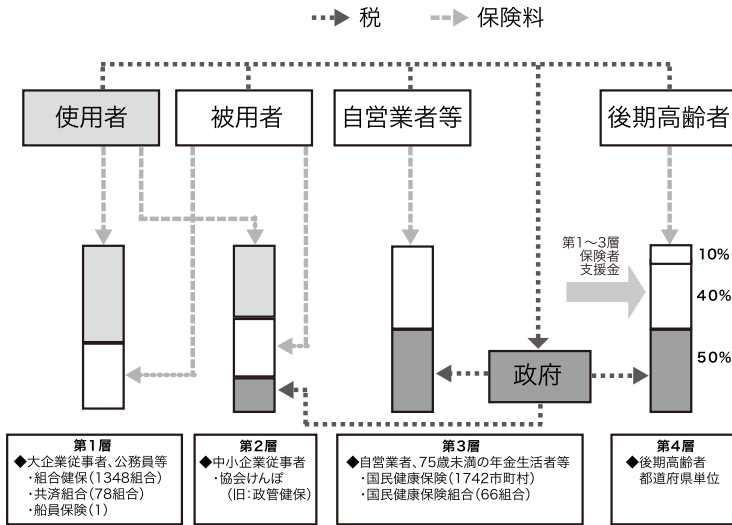 税 保険料
使用者 被用者 自営業者等 後期高齢者
第1〜3層
保険者
支援金
10%
40%
50%
政府
第1層
◆大企業従事者、公務員等
・組合健保(1348組合)
・共済組合(78組合)
・船員保険(1)
第2層
◆中小企業従事者
・協会けんぽ
(旧:政管健保)
第3層
◆自営業者、75歳未満の年金生活者等
・国民健康保険(1742市町村)
・国民健康保険組合(66組合)
第4層
◆後期高齢者
都道府県単位